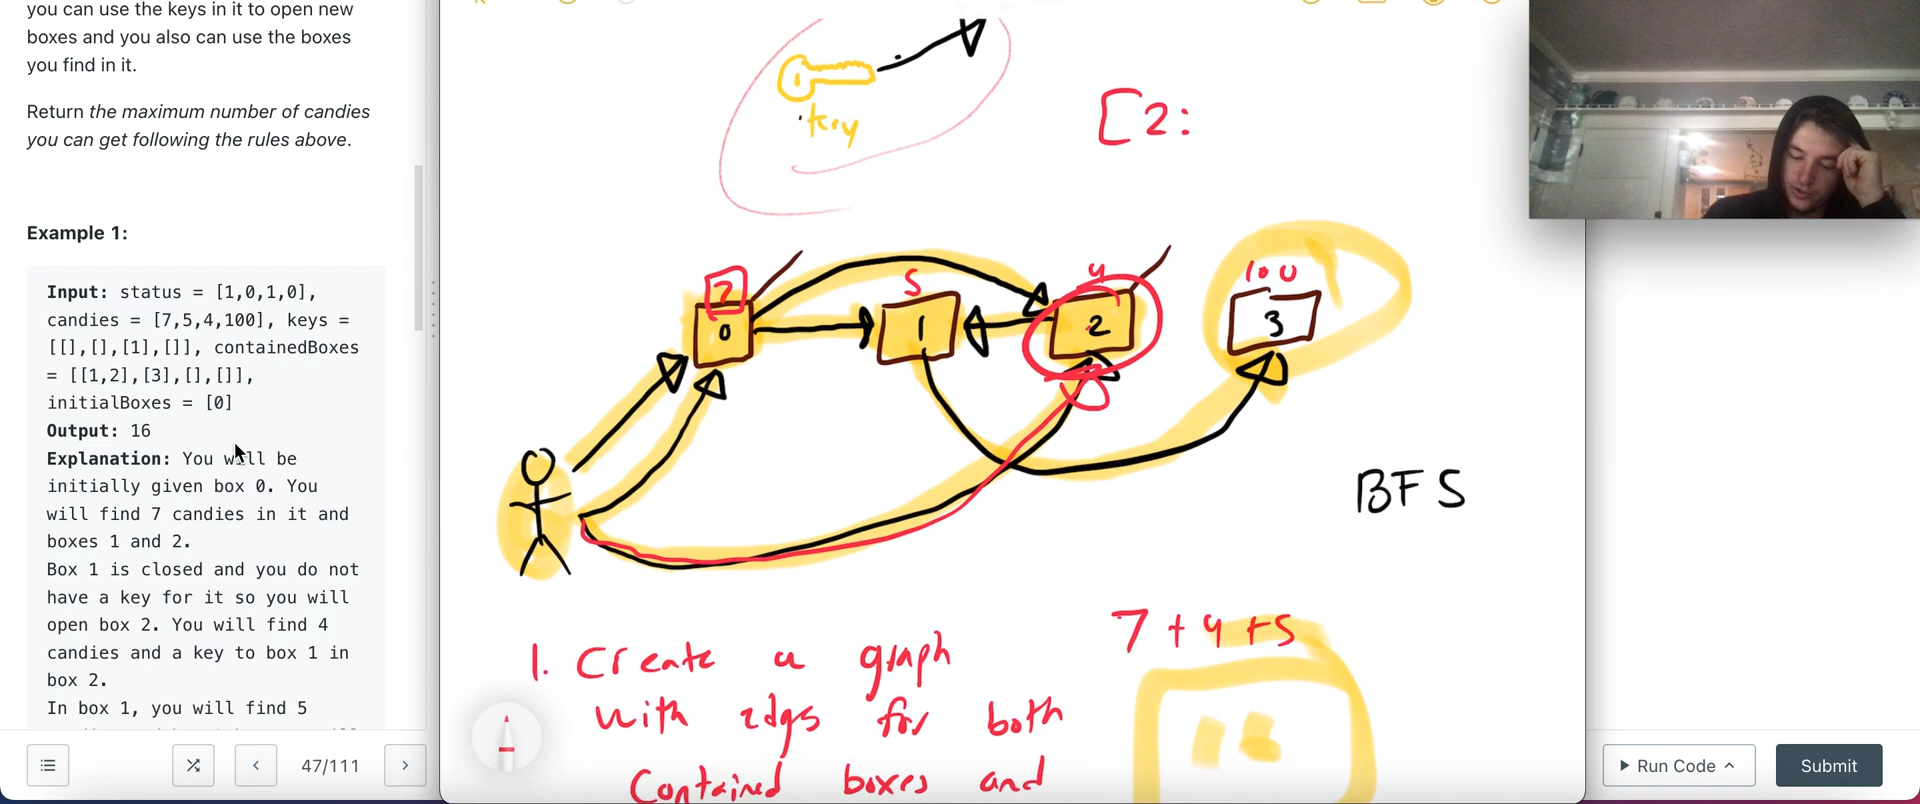 you can use the keys in it to open new
boxes and you also can use the boxes
you find in it.
Return the maximum number of candies
you can get following the rules above.
Example 1:
Input: status = [1,0,1,0],
candies = [7,5,4,100], keys =
[[],[],[1],[]], containedBoxes
= [[1,2],[3],[],[]],
initialBoxes = [0]
Output: 16
Explanation: You will be
initially given box 0. You
will find 7 candies in it and
boxes 1 and 2.
Box 1 is closed and you do not
have a key for it so you will
open box 2. You will find 4
candies and a key to box 1 in
box 2.
In box 1, you will find 5
47/111
key
[2:
7
5
4
100
0
1
2
3
BFS
7 + 4 + 5
16
1. Create a graph
with edgs for both
Contained boxes and
Run Code
Submit